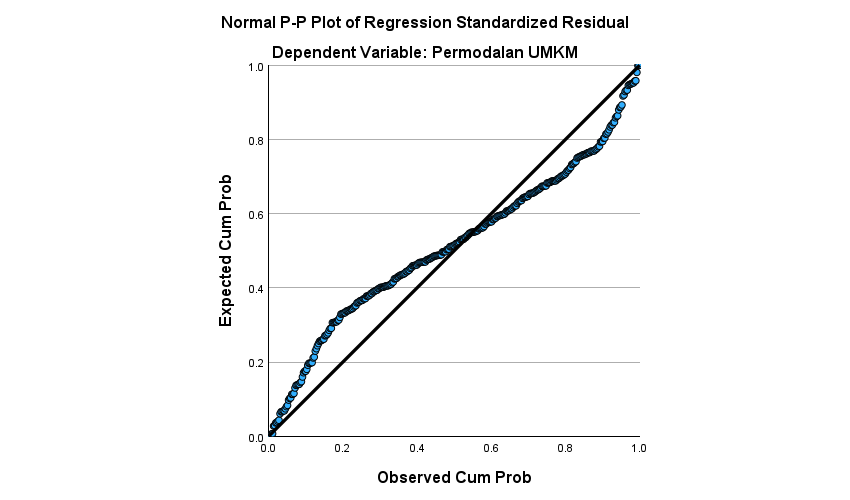 Normal P-P Plot of Regression Standardized Residual
Dependent Variable: Permodalan UMKM
Expected Cum Prob
1.0
0.8
0.6
0.4
0.2
0.0
0.0 0.2 0.4 0.6 0.8 1.0
Observed Cum Prob